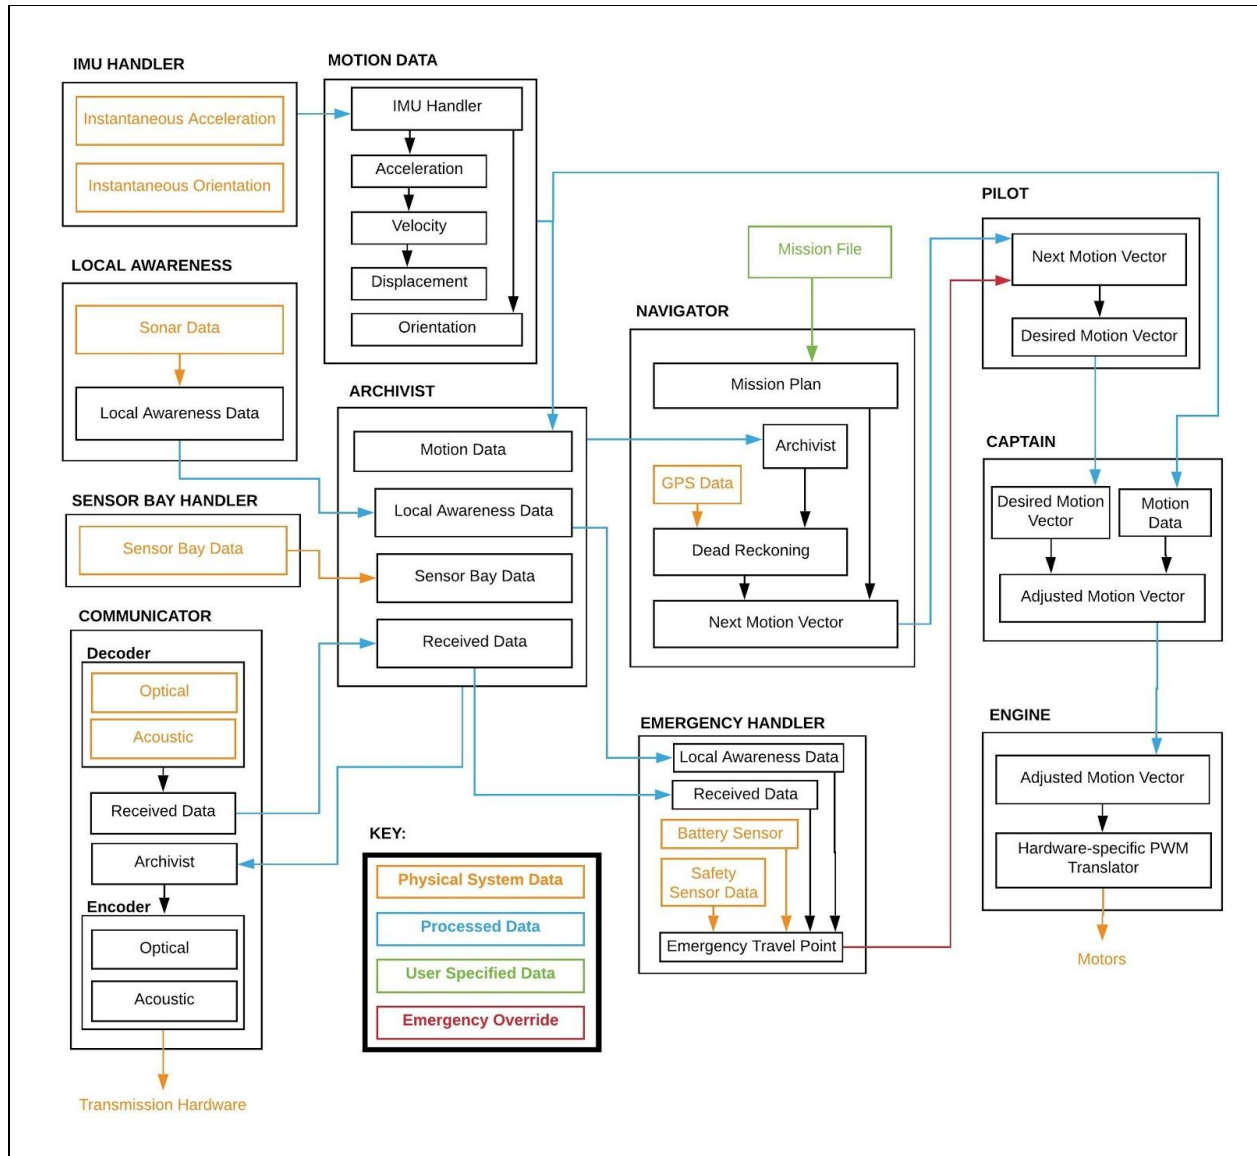 IMU HANDLER
Instantaneous Acceleration
Instantaneous Orientation
MOTION DATA
IMU Handler
Acceleration
Velocity
Displacement
Orientation
LOCAL AWARENESS
Sonar Data
Local Awareness Data
SENSOR BAY HANDLER
Sensor Bay Data
COMMUNICATOR
Decoder
Optical
Acoustic
Received Data
Archivist
Encoder
Optical
Acoustic
Transmission Hardware
ARCHIVIST
Motion Data
Local Awareness Data
Sensor Bay Data
Received Data
KEY:
Physical System Data
Processed Data
User Specified Data
Emergency Override
Mission File
NAVIGATOR
Mission Plan
Archivist
GPS Data
Dead Reckoning
Next Motion Vector
EMERGENCY HANDLER
Local Awareness Data
Received Data
Battery Sensor
Safety
Sensor Data
Emergency Travel Point
PILOT
Next Motion Vector
Desired Motion Vector
CAPTAIN
Desired Motion
Vector
Motion
Data
Adjusted Motion Vector
ENGINE
Adjusted Motion Vector
Hardware-specific PWM
Translator
Motors